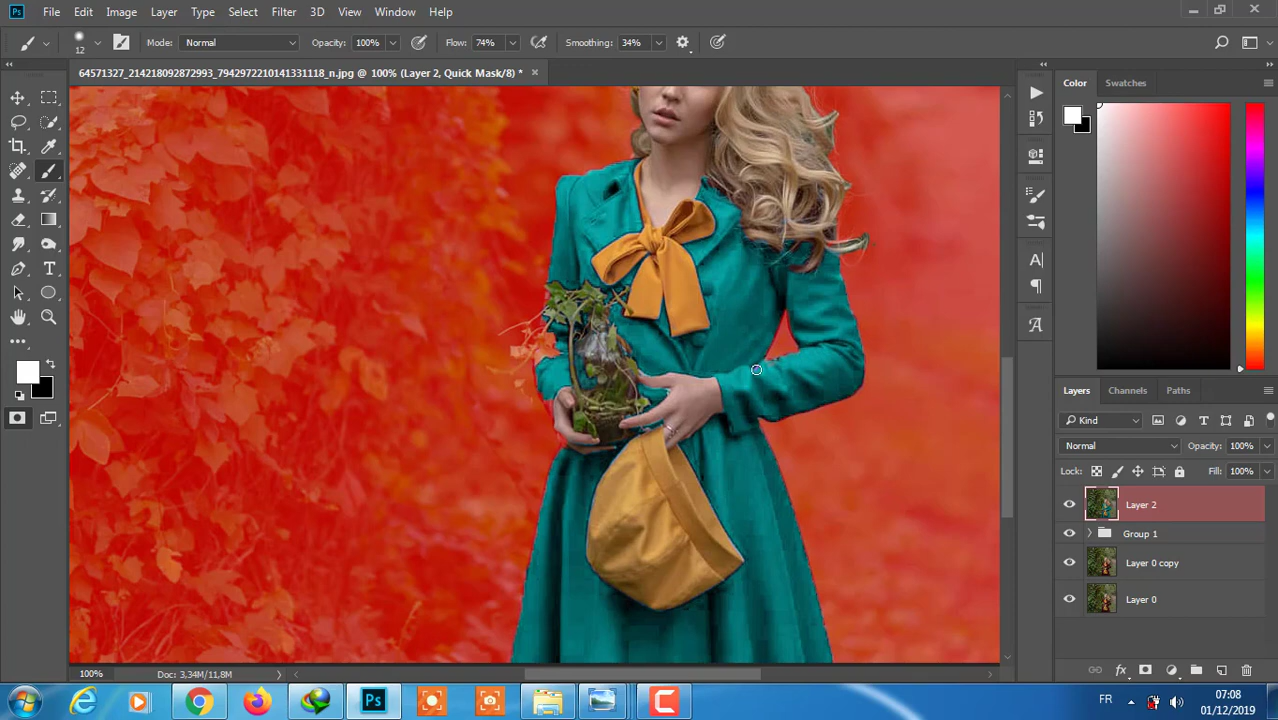 Ps File Edit Image Layer Type Select Filter 3D View Window Help
12 Mode: Normal Opacity: 100% Flow: 74% Smoothing: 34%
64571327_214218092872993_7942972210141331118_n.jpg @ 100% (Layer 2, Quick Mask/8) *
Color Swatches
Layers Channels Paths
Kind
Normal Opacity: 100%
Lock: Fill: 100%
Layer 2
Group 1
Layer 0 copy
Layer 0
100% Doc: 3,34M/11,8M
Ps FR 07:08
01/12/2019